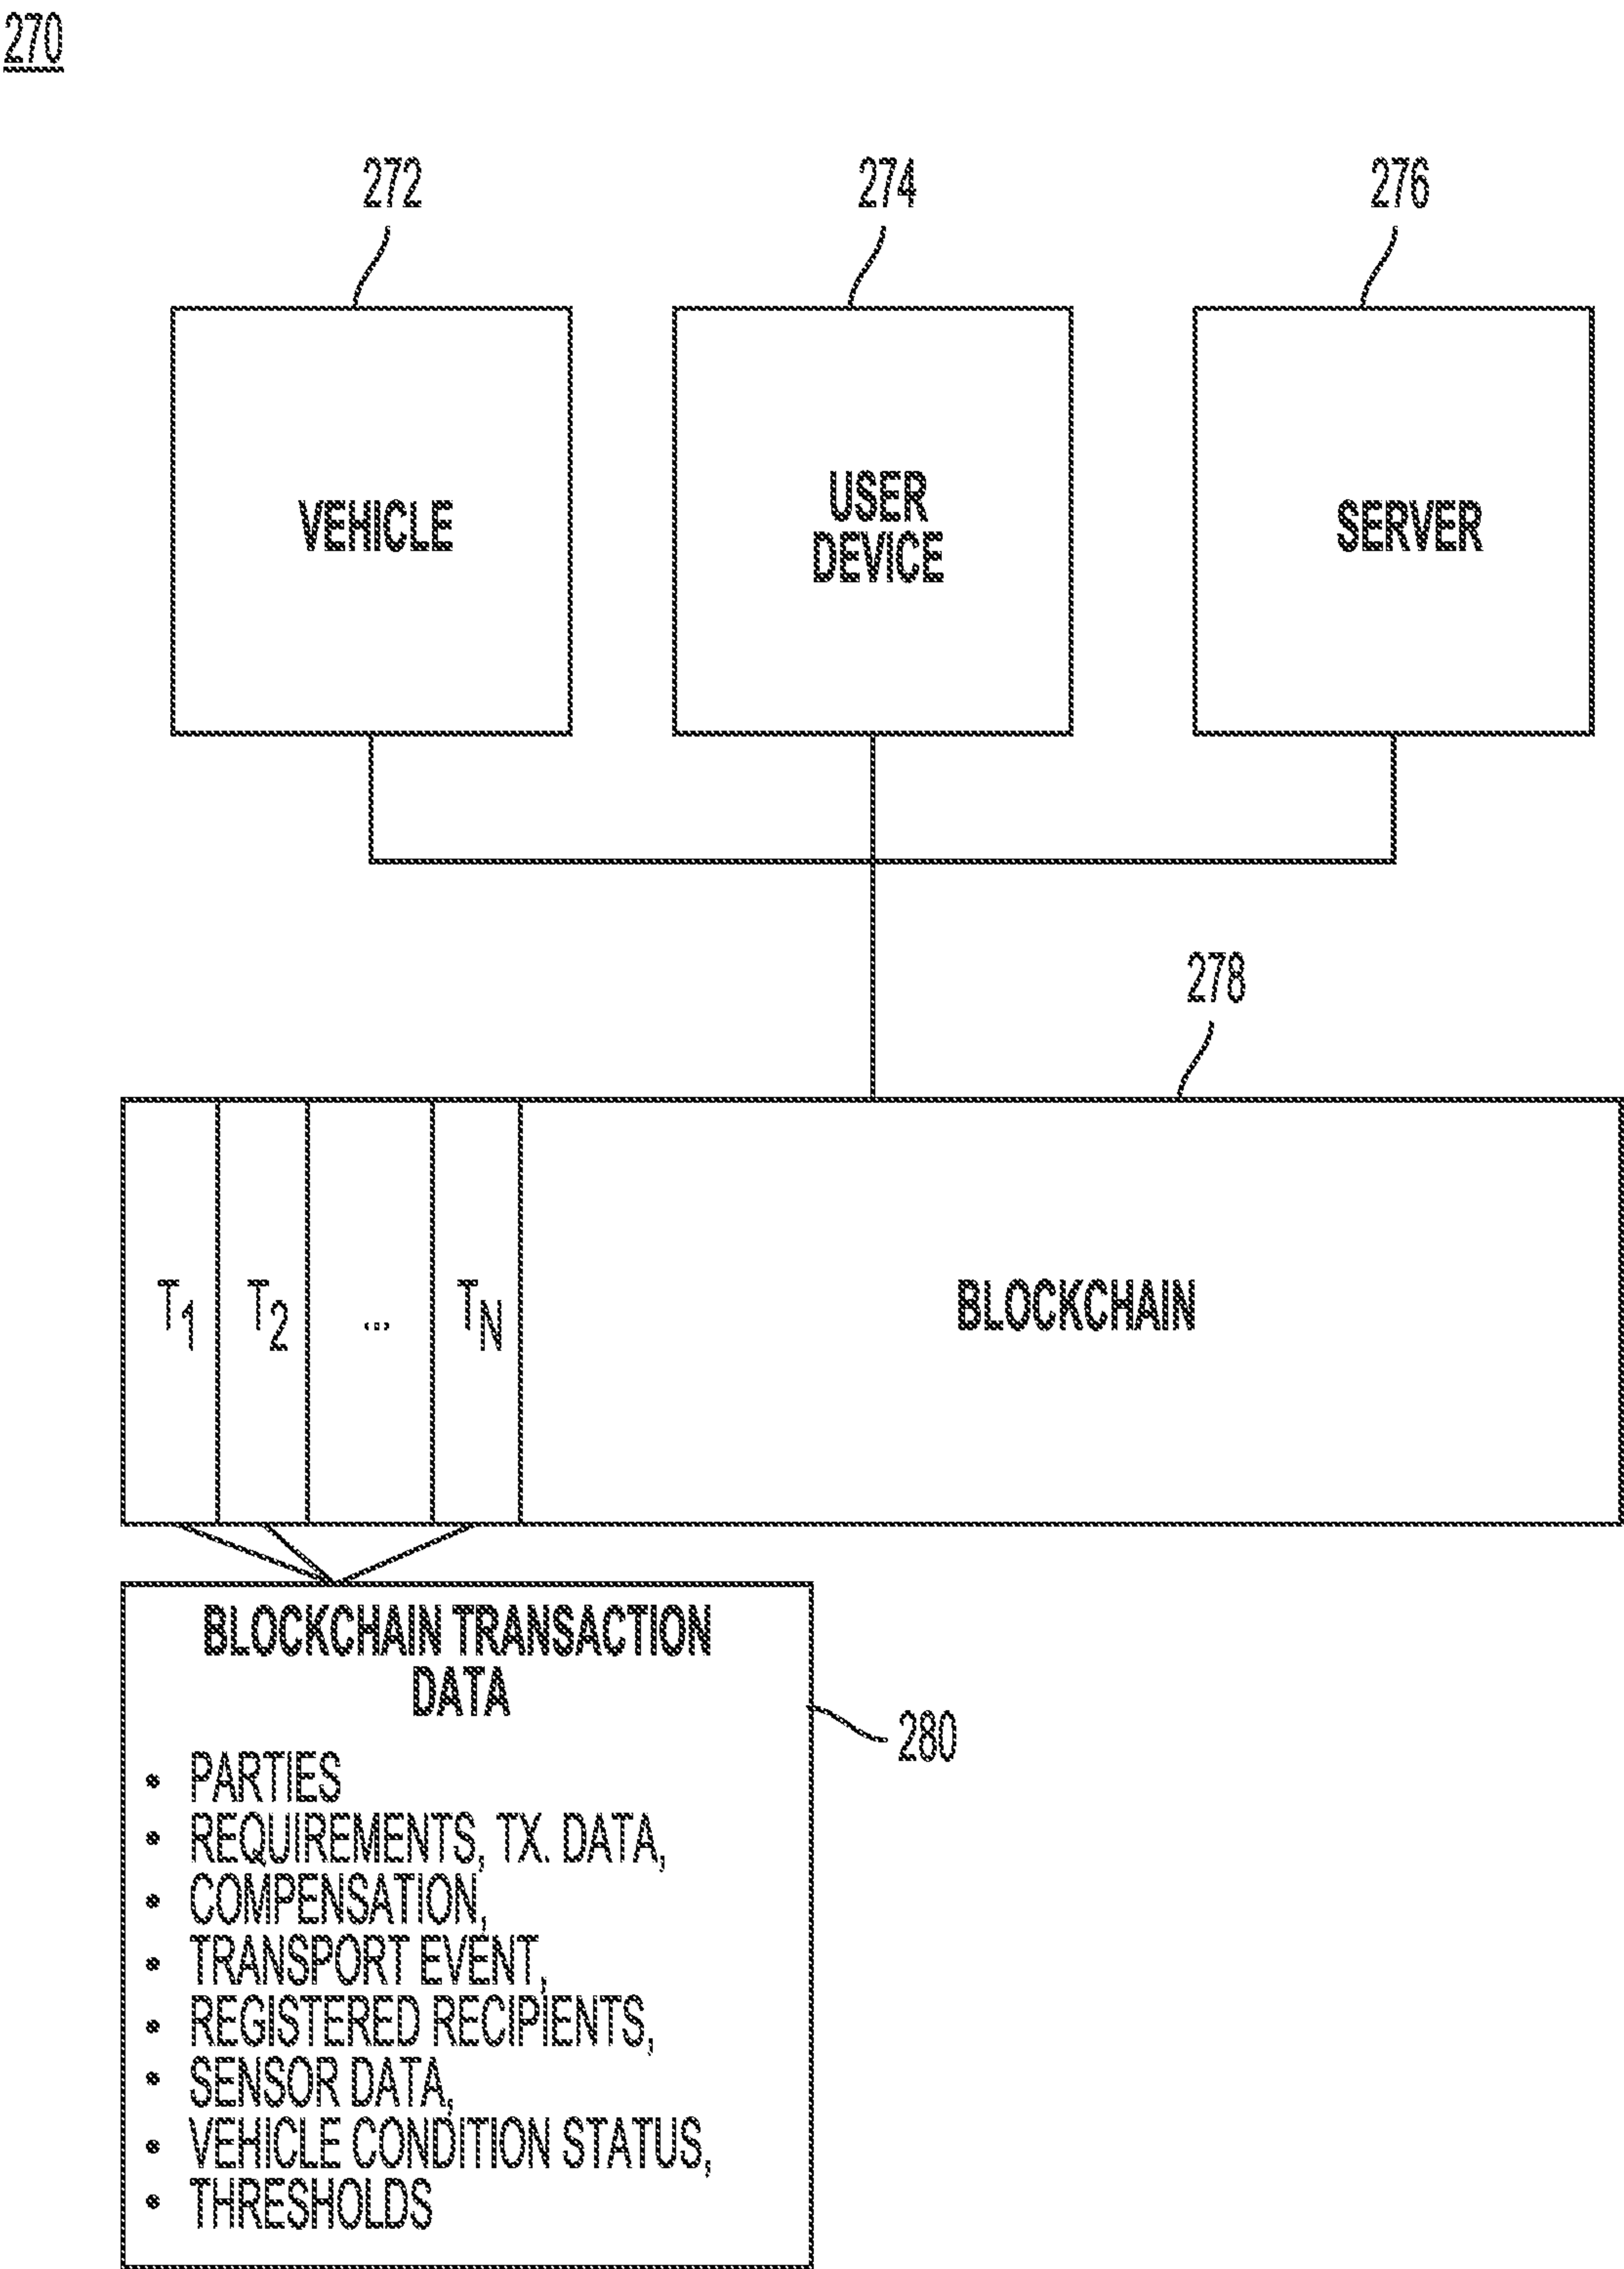 270
272
274
276
VEHICLE
USER
DEVICE
SERVER
278
T1
T2
...
TN
BLOCKCHAIN
BLOCKCHAIN TRANSACTION
DATA
280
• PARTIES
• REQUIREMENTS, TX. DATA,
• COMPENSATION,
• TRANSPORT EVENT,
• REGISTERED RECIPIENTS,
• SENSOR DATA,
• VEHICLE CONDITION STATUS,
• THRESHOLDS